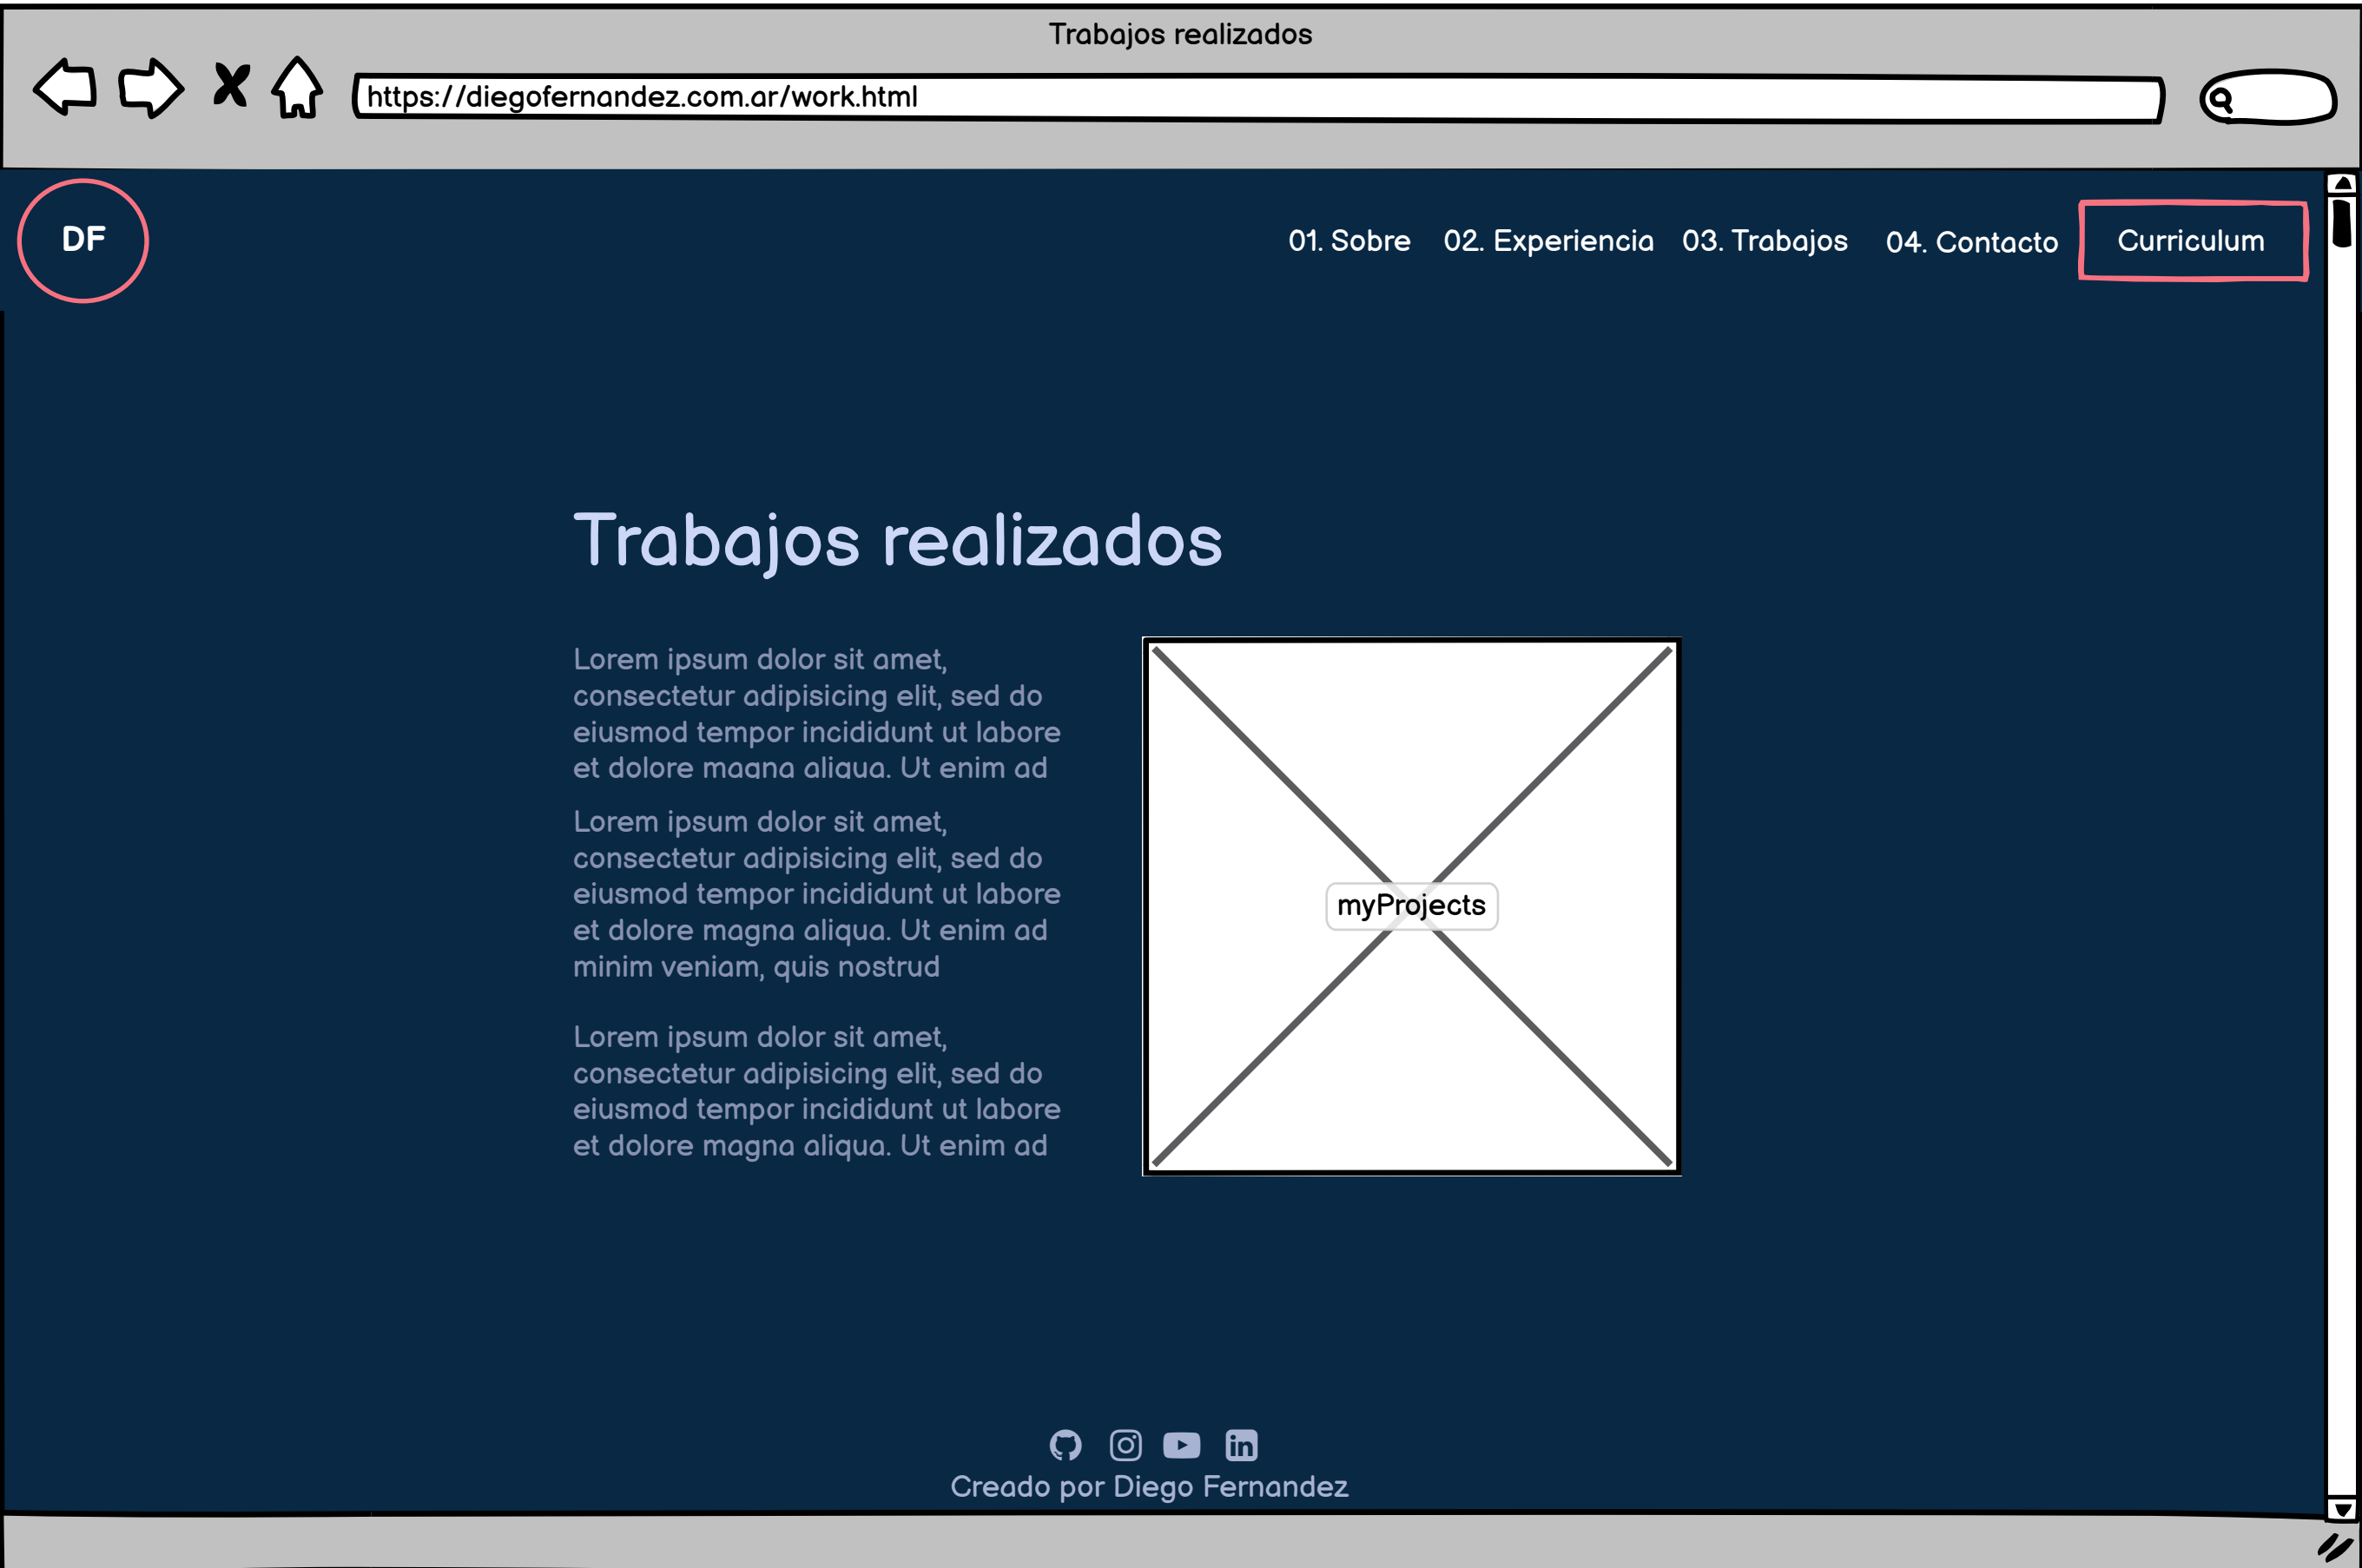 Trabajos realizados
https://diegofernandez.com.ar/work.html
DF
01. Sobre
02. Experiencia
03. Trabajos
04. Contacto
Curriculum
Trabajos realizados
Lorem ipsum dolor sit amet,
consectetur adipisicing elit, sed do
eiusmod tempor incididunt ut labore
et dolore magna aliqua. Ut enim ad
Lorem ipsum dolor sit amet,
consectetur adipisicing elit, sed do
eiusmod tempor incididunt ut labore
et dolore magna aliqua. Ut enim ad
minim veniam, quis nostrud
Lorem ipsum dolor sit amet,
consectetur adipisicing elit, sed do
eiusmod tempor incididunt ut labore
et dolore magna aliqua. Ut enim ad
myProjects
in
Creado por Diego Fernandez